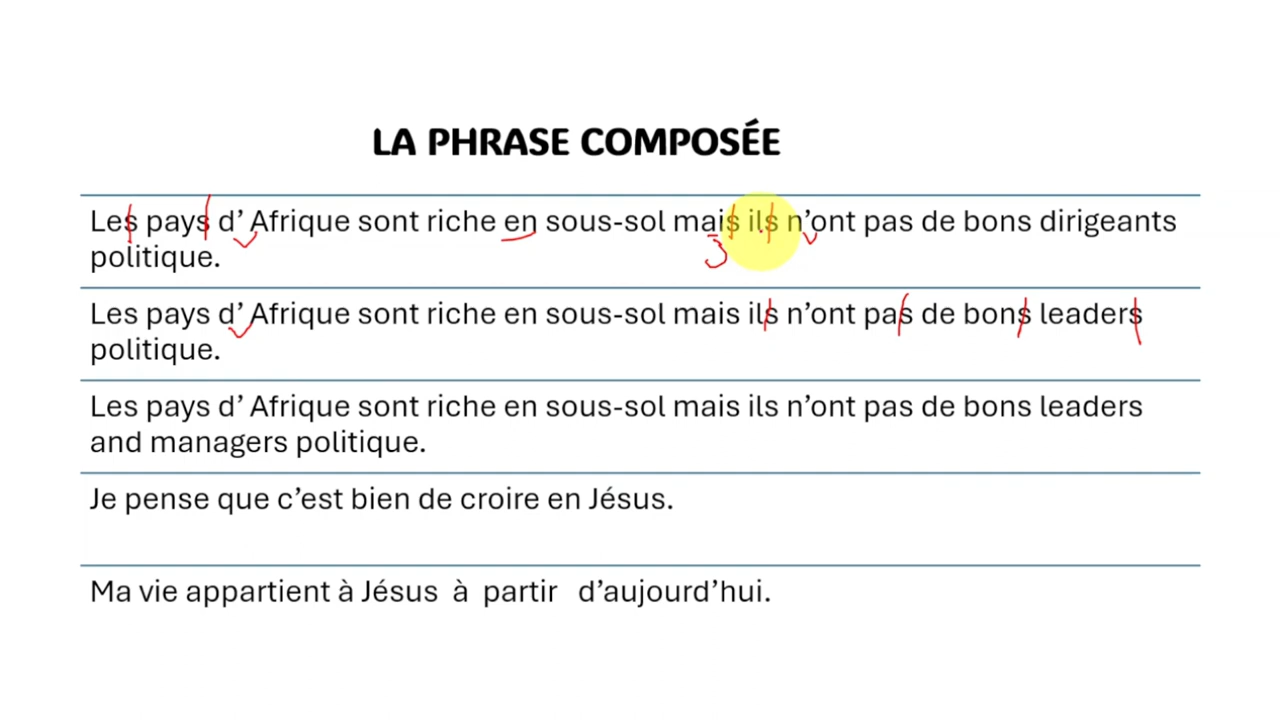 LA PHRASE COMPOSÉE
Les pays d’ Afrique sont riche en sous-sol mais ils n’ont pas de bons dirigeants
politique.
Les pays d’ Afrique sont riche en sous-sol mais ils n’ont pas de bons leaders
politique.
Les pays d’ Afrique sont riche en sous-sol mais ils n’ont pas de bons leaders
and managers politique.
Je pense que c’est bien de croire en Jésus.
Ma vie appartient à Jésus à partir d’aujourd’hui.